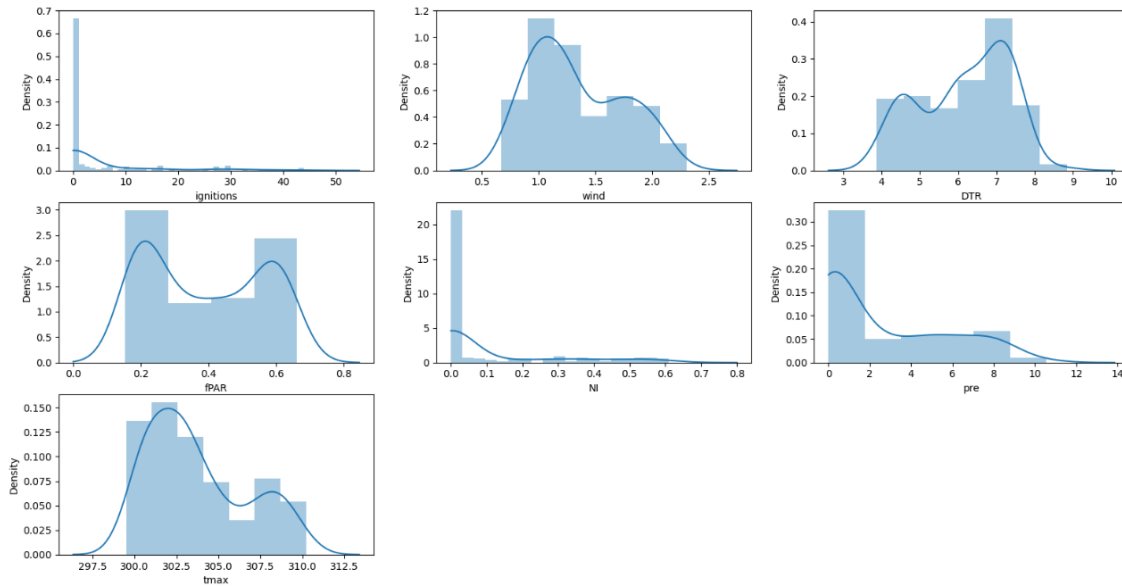 Density
0.7
0.6
0.5
0.4
0.3
0.2
0.1
0.0
0 10 20 30 40 50
ignitions
Density
1.2
1.0
0.8
0.6
0.4
0.2
0.0
0.5 1.0 1.5 2.0 2.5
wind
Density
0.4
0.3
0.2
0.1
0.0
3 4 5 6 7 8 9 10
DTR
Density
3.0
2.5
2.0
1.5
1.0
0.5
0.0
0.0 0.2 0.4 0.6 0.8
fPAR
Density
20
15
10
5
0
0.0 0.1 0.2 0.3 0.4 0.5 0.6 0.7 0.8
NI
Density
0.30
0.25
0.20
0.15
0.10
0.05
0.00
0 2 4 6 8 10 12 14
pre
Density
0.150
0.125
0.100
0.075
0.050
0.025
0.000
297.5 300.0 302.5 305.0 307.5 310.0 312.5
tmax